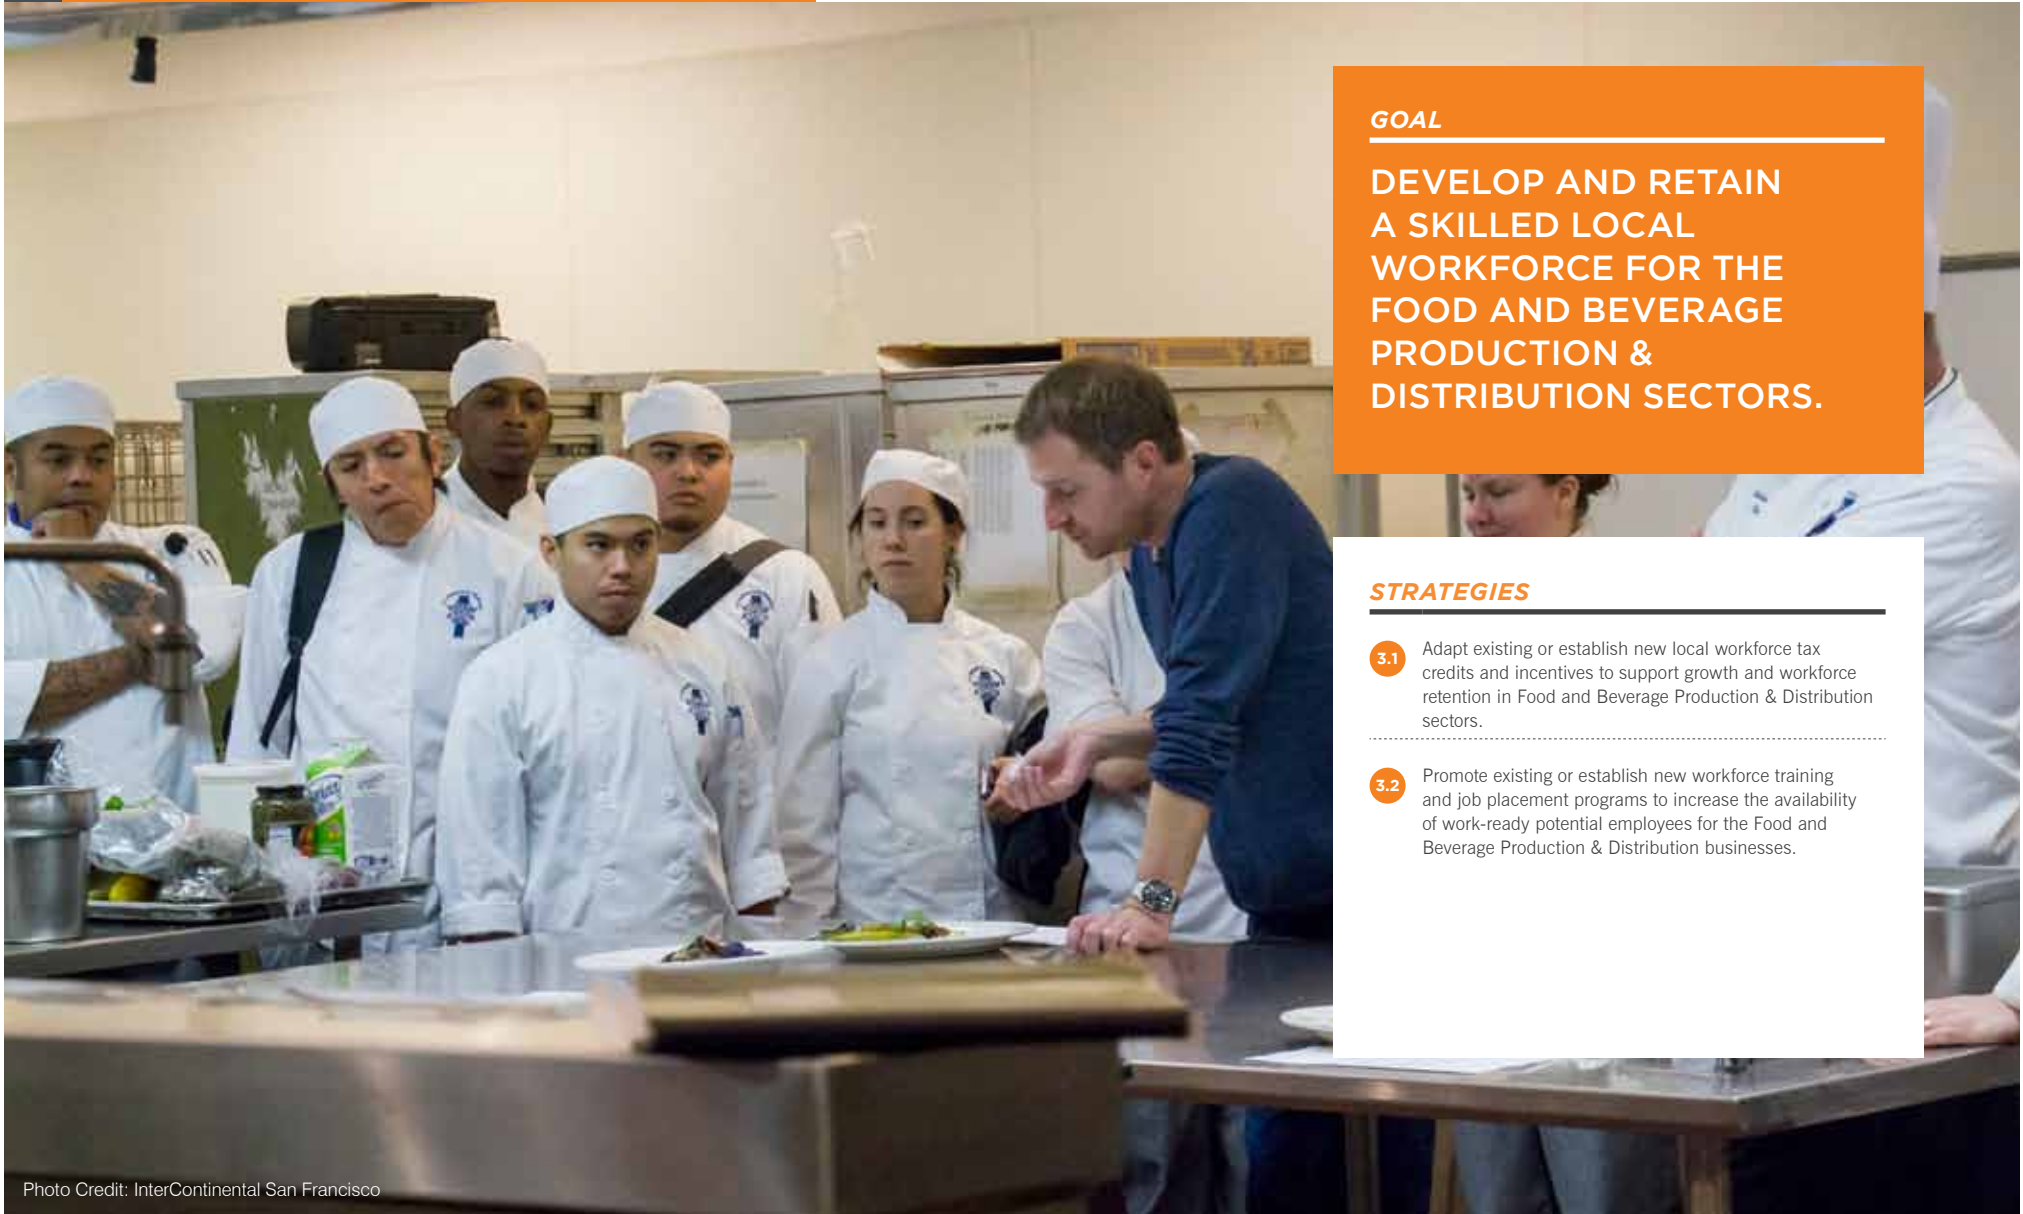 GOAL
DEVELOP AND RETAIN
A SKILLED LOCAL
WORKFORCE FOR THE
FOOD AND BEVERAGE
PRODUCTION &
DISTRIBUTION SECTORS.
STRATEGIES
3.1 Adapt existing or establish new local workforce tax
credits and incentives to support growth and workforce
retention in Food and Beverage Production & Distribution
sectors.
3.2 Promote existing or establish new workforce training
and job placement programs to increase the availability
of work-ready potential employees for the Food and
Beverage Production & Distribution businesses.
Photo Credit: InterContinental San Francisco